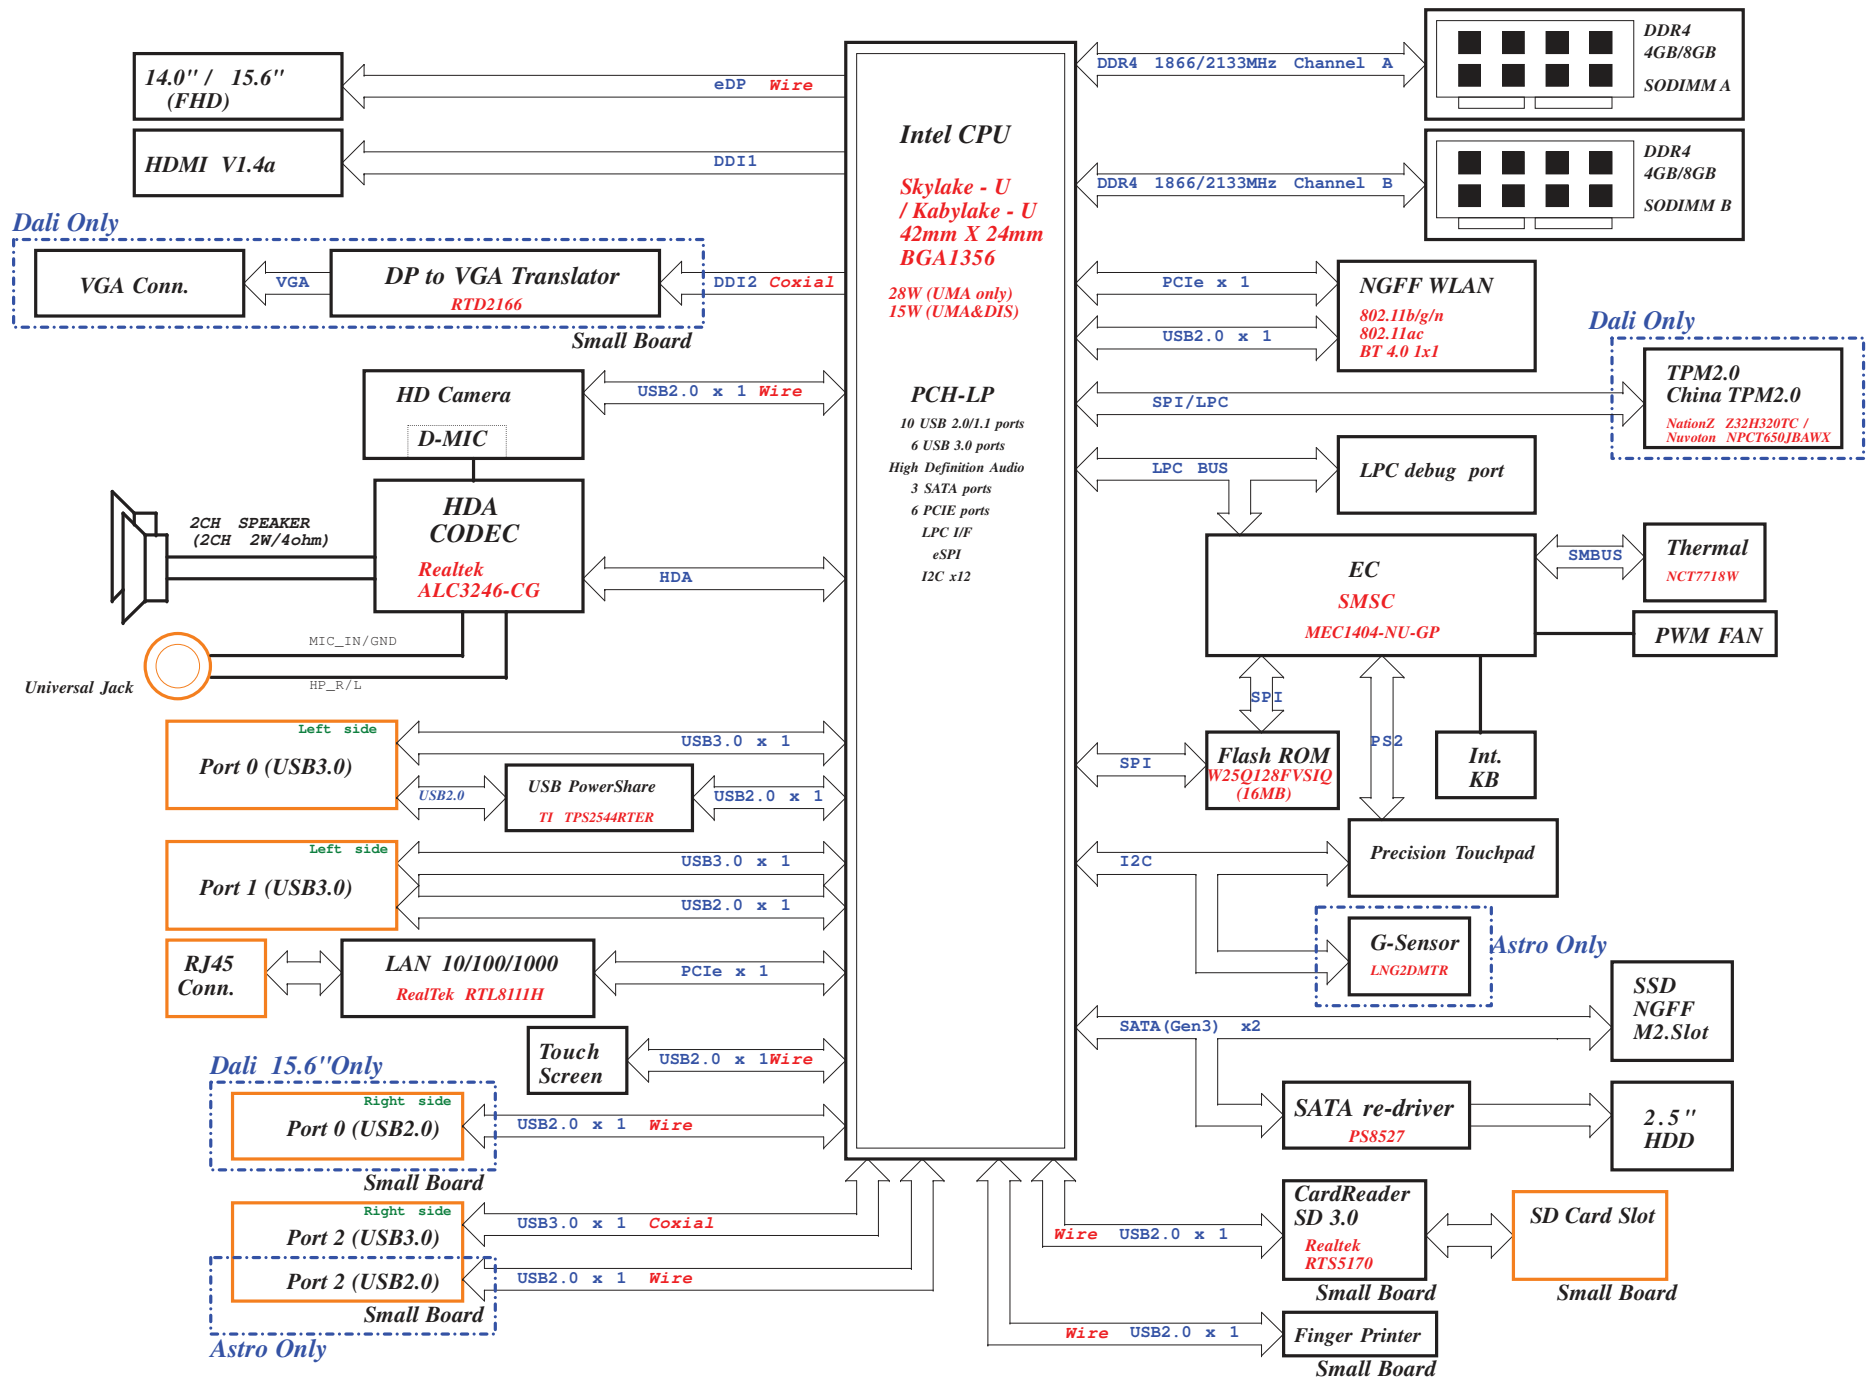 14.0" / 15.6"
(FHD)
eDP Wire
HDMI V1.4a
DDI1
Dali Only
VGA Conn.
VGA
DP to VGA Translator
RTD2166
DDI2 Coxial
Small Board
HD Camera
D-MIC
USB2.0 x 1 Wire
HDA
CODEC
Realtek
ALC3246-CG
2CH SPEAKER
(2CH 2W/4ohm)
HDA
MIC_IN/GND
HP_R/L
Universal Jack
Left side
Port 0 (USB3.0)
USB3.0 x 1
USB2.0
USB PowerShare
TI TPS2544RTER
USB2.0 x 1
Left side
Port 1 (USB3.0)
USB3.0 x 1
USB2.0 x 1
RJ45
Conn.
LAN 10/100/1000
RealTek RTL8111H
PCIe x 1
Touch
Screen
USB2.0 x 1Wire
Dali 15.6"Only
Right side
Port 0 (USB2.0)
USB2.0 x 1 Wire
Small Board
Right side
Port 2 (USB3.0)
USB3.0 x 1 Coxial
Port 2 (USB2.0)
USB2.0 x 1 Wire
Small Board
Astro Only
Intel CPU
Skylake - U
/ Kabylake - U
42mm X 24mm
BGA1356
28W (UMA only)
15W (UMA&DIS)
PCH-LP
10 USB 2.0/1.1 ports
6 USB 3.0 ports
High Definition Audio
3 SATA ports
6 PCIE ports
LPC I/F
eSPI
I2C x12
DDR4 1866/2133MHz Channel A
DDR4
4GB/8GB
SODIMM A
DDR4 1866/2133MHz Channel B
DDR4
4GB/8GB
SODIMM B
PCIe x 1
USB2.0 x 1
NGFF WLAN
802.11b/g/n
802.11ac
BT 4.0 1x1
Dali Only
SPI/LPC
TPM2.0
China TPM2.0
NationZ Z32H320TC /
Nuvoton NPCT650JBAWX
LPC BUS
LPC debug port
EC
SMSC
MEC1404-NU-GP
SMBUS
Thermal
NCT7718W
PWM FAN
SPI
PS2
SPI
Flash ROM
W25Q128FVSIQ
(16MB)
Int.
KB
I2C
Precision Touchpad
G-Sensor
LNG2DMTR
Astro Only
SATA(Gen3) x2
SSD
NGFF
M2.Slot
SATA re-driver
PS8527
2.5"
HDD
Wire USB2.0 x 1
CardReader
SD 3.0
Realtek
RTS5170
Small Board
SD Card Slot
Small Board
Wire USB2.0 x 1
Finger Printer
Small Board